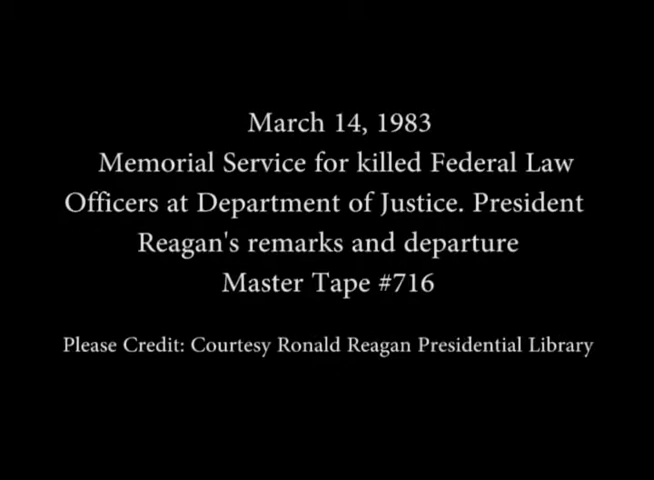 March 14, 1983
Memorial Service for killed Federal Law
Officers at Department of Justice. President
Reagan's remarks and departure
Master Tape #716
Please Credit: Courtesy Ronald Reagan Presidential Library